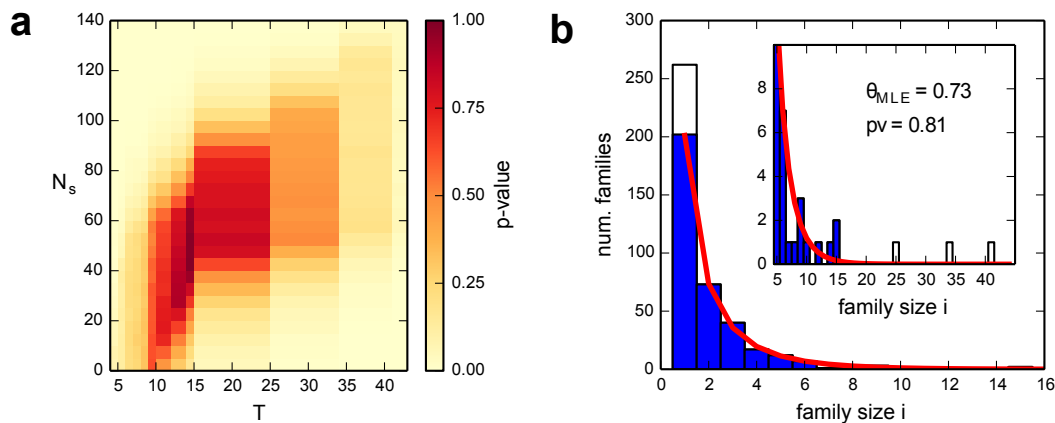 a
140
120
100
80
60
40
20
0
N_s
5 10 15 20 25 30 35 40
T
1.00
0.75
0.50
0.25
0.00
p-value
b
300
250
200
150
100
50
0
num. families
0 2 4 6 8 10 12 14 16
family size i
8
6
4
2
0
5 10 15 20 25 30 35 40
family size i
θ_MLE = 0.73
pv = 0.81